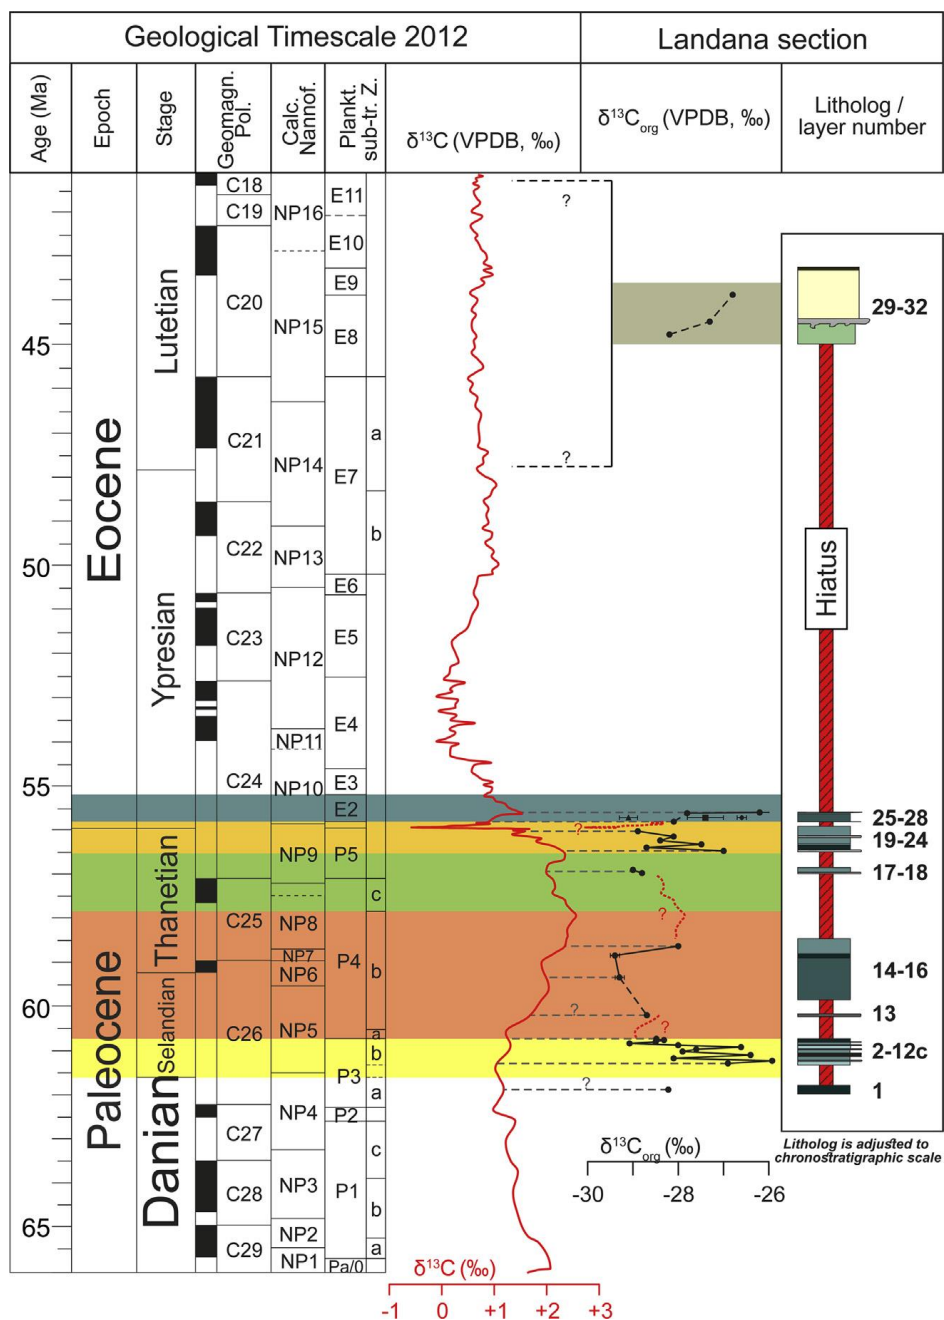 Geological Timescale 2012
Landana section
Age (Ma)
Epoch
Stage
Geomagn.
Pol.
Calc.
Nannof.
Plankt.
sub-tr. Z.
δ¹³C (VPDB, ‰)
δ¹³Corg (VPDB, ‰)
Litholog /
layer number
45
50
55
60
65
Eocene
Paleocene
Lutetian
Ypresian
Thanetian
Selandian
Danian
C18
C19
C20
C21
C22
C23
C24
C25
C26
C27
C28
C29
NP16
NP15
NP14
NP13
NP12
NP11
NP10
NP9
NP8
NP7
NP6
NP5
NP4
NP3
NP2
NP1
E11
E10
E9
E8
E7
E6
E5
E4
E3
E2
P5
P4
P3
P2
P1
Pa/0
a
b
c
b
a
b
a
c
b
a
?
?
?
?
?
?
?
29-32
Hiatus
25-28
19-24
17-18
14-16
13
2-12c
1
Litholog is adjusted to
chronostratigraphic scale
δ¹³Corg (‰)
-30 -28 -26
δ¹³C (‰)
-1 0 +1 +2 +3